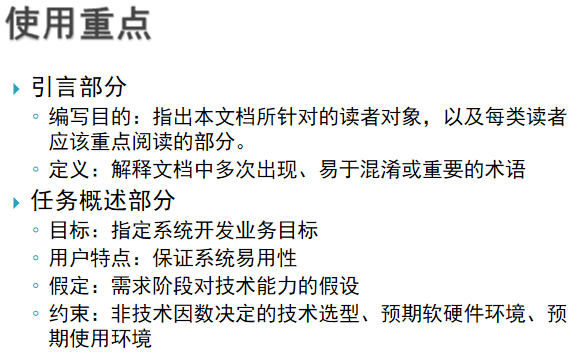 使用重点
引言部分
编写目的：指出本文档所针对的读者对象，以及每类读者
应该重点阅读的部分。
定义：解释文档中多次出现、易于混淆或重要的术语
任务概述部分
目标：指定系统开发业务目标
用户特点：保证系统易用性
假定：需求阶段对技术能力的假设
约束：非技术因数决定的技术选型、预期软硬件环境、预
期使用环境